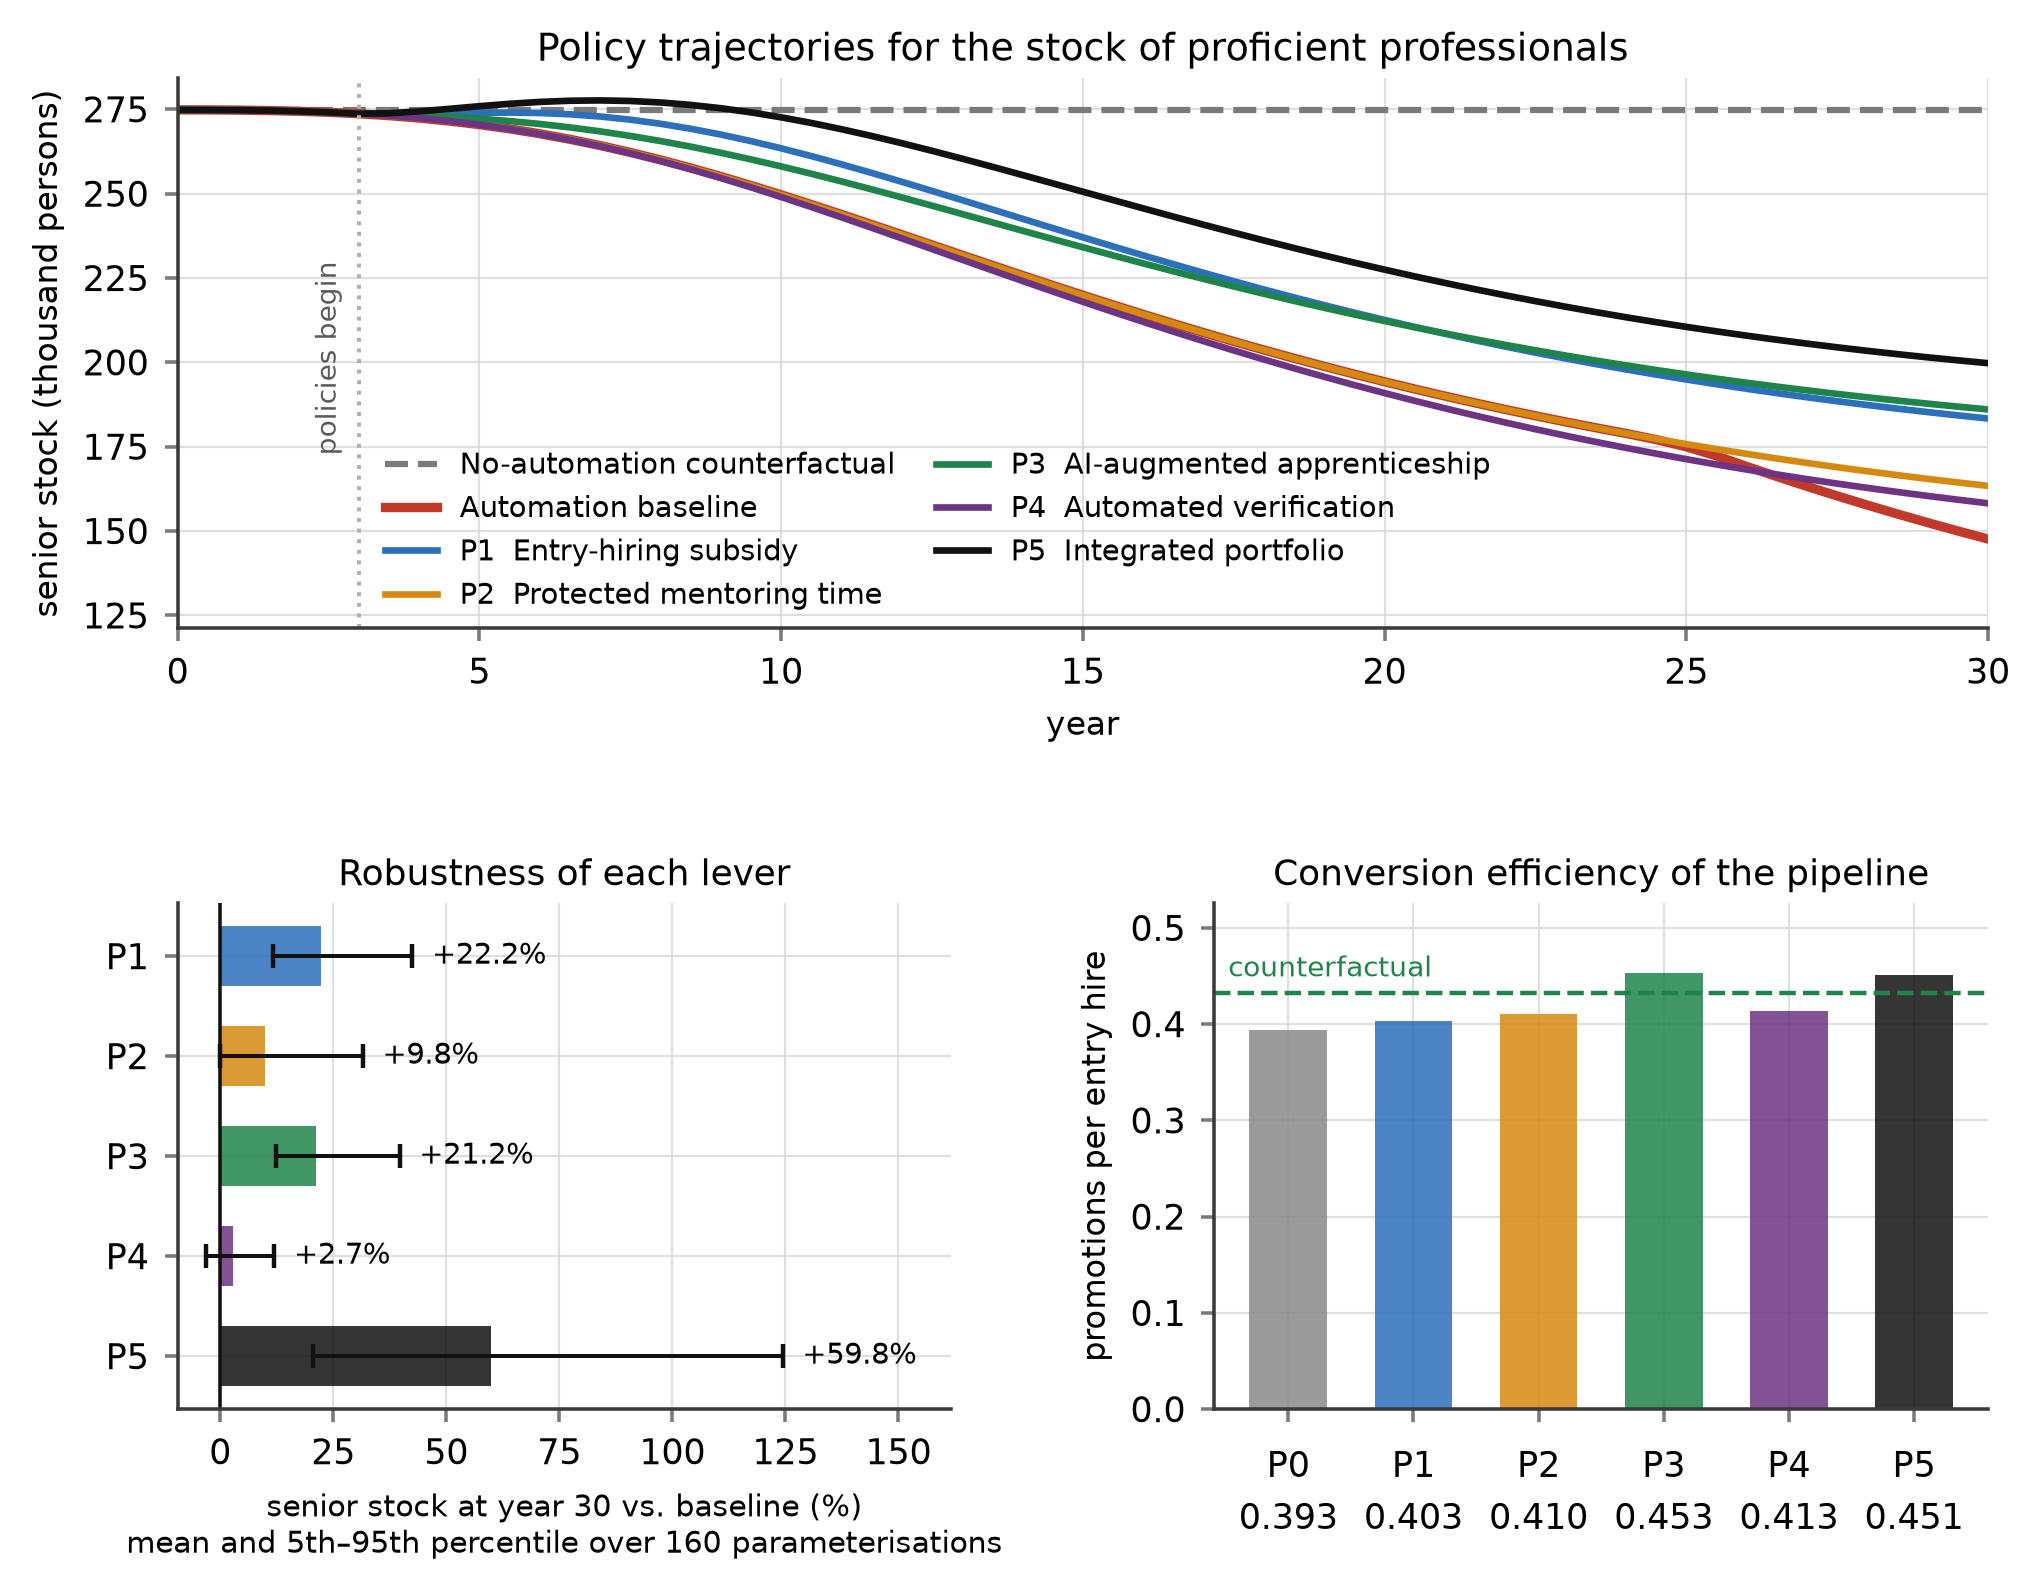 Policy trajectories for the stock of proficient professionals
senior stock (thousand persons)
275
250
225
200
175
150
125
policies begin
No-automation counterfactual
Automation baseline
P1 Entry-hiring subsidy
P2 Protected mentoring time
P3 AI-augmented apprenticeship
P4 Automated verification
P5 Integrated portfolio
0 5 10 15 20 25 30
year
Robustness of each lever
P1 +22.2%
P2 +9.8%
P3 +21.2%
P4 +2.7%
P5 +59.8%
0 25 50 75 100 125 150
senior stock at year 30 vs. baseline (%)
mean and 5th–95th percentile over 160 parameterisations
Conversion efficiency of the pipeline
promotions per entry hire
0.5
0.4
0.3
0.2
0.1
0.0
counterfactual
P0 P1 P2 P3 P4 P5
0.393 0.403 0.410 0.453 0.413 0.451